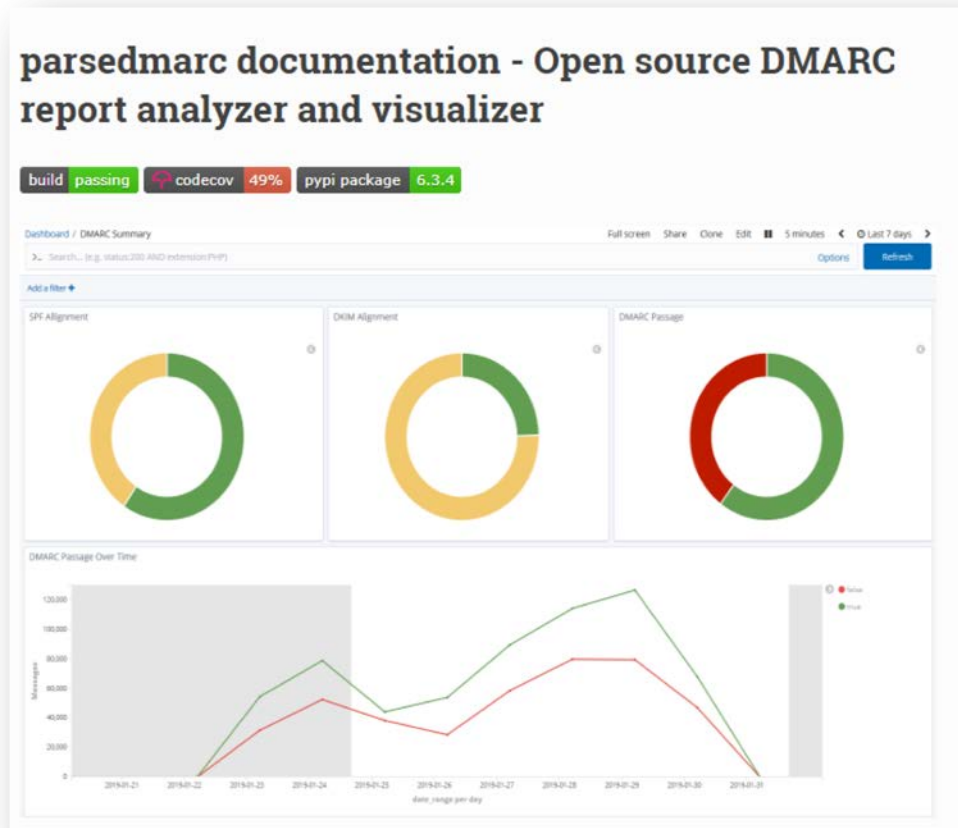 parsedmarc documentation - Open source DMARC
report analyzer and visualizer
build passing codecov 49% pypi package 6.3.4
Dashboard / DMARC Summary Full screen Share Clone Edit 5 minutes Last 7 days
>_ Search... (e.g. status:200 AND extension:PHP) Options Refresh
Add a filter +
SPF Allignment DKIM Alignment DMARC Passage
DMARC Passage Over Time
120,000
100,000
80,000
60,000
40,000
20,000
0
Messages
false
true
2019-01-21 2019-01-22 2019-01-23 2019-01-24 2019-01-25 2019-01-26 2019-01-27 2019-01-28 2019-01-29 2019-01-30 2019-01-31
date_range per day